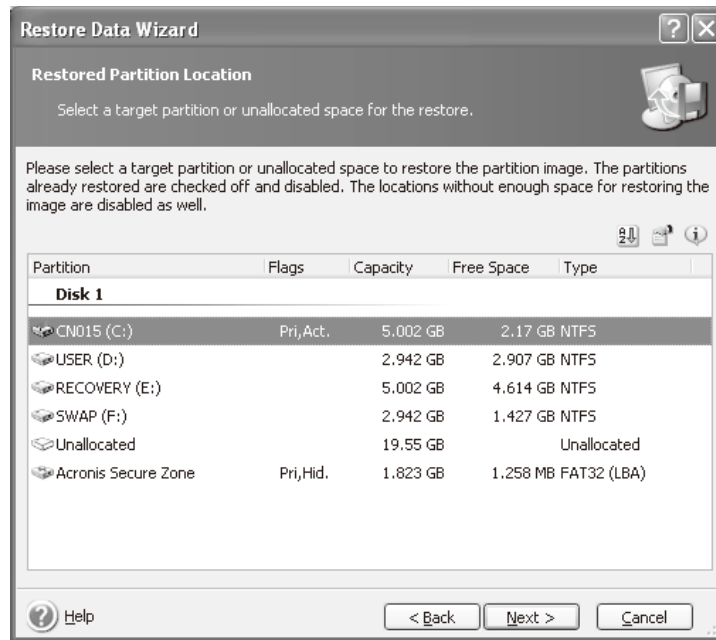 Restore Data Wizard
Restored Partition Location
Select a target partition or unallocated space for the restore.
Please select a target partition or unallocated space to restore the partition image. The partitions
already restored are checked off and disabled. The locations without enough space for restoring the
image are disabled as well.
Partition Flags Capacity Free Space Type
Disk 1
CN015 (C:) Pri,Act. 5.002 GB 2.17 GB NTFS
USER (D:) 2.942 GB 2.907 GB NTFS
RECOVERY (E:) 5.002 GB 4.614 GB NTFS
SWAP (F:) 2.942 GB 1.427 GB NTFS
Unallocated 19.55 GB Unallocated
Acronis Secure Zone Pri,Hid. 1.823 GB 1.258 MB FAT32 (LBA)
Help < Back Next > Cancel